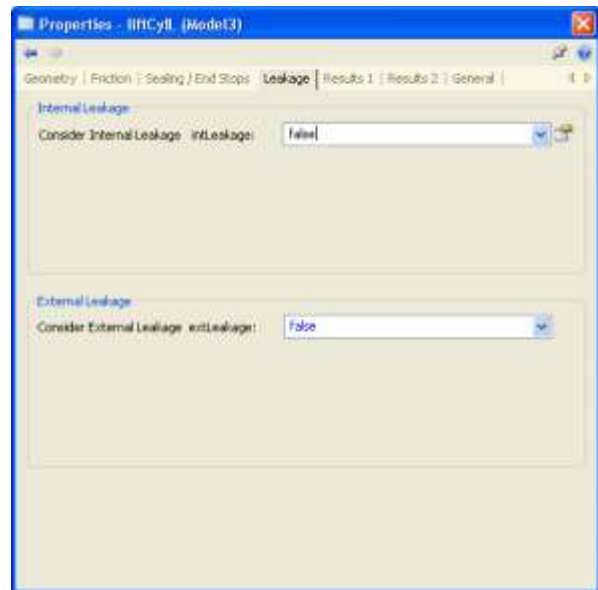 Properties - liftCylL (Model3)
Geometry | Friction | Sealing / End Stops | Leakage | Results 1 | Results 2 | General |
Internal Leakage
Consider Internal Leakage intLeakage: False
External Leakage
Consider External Leakage extLeakage: False